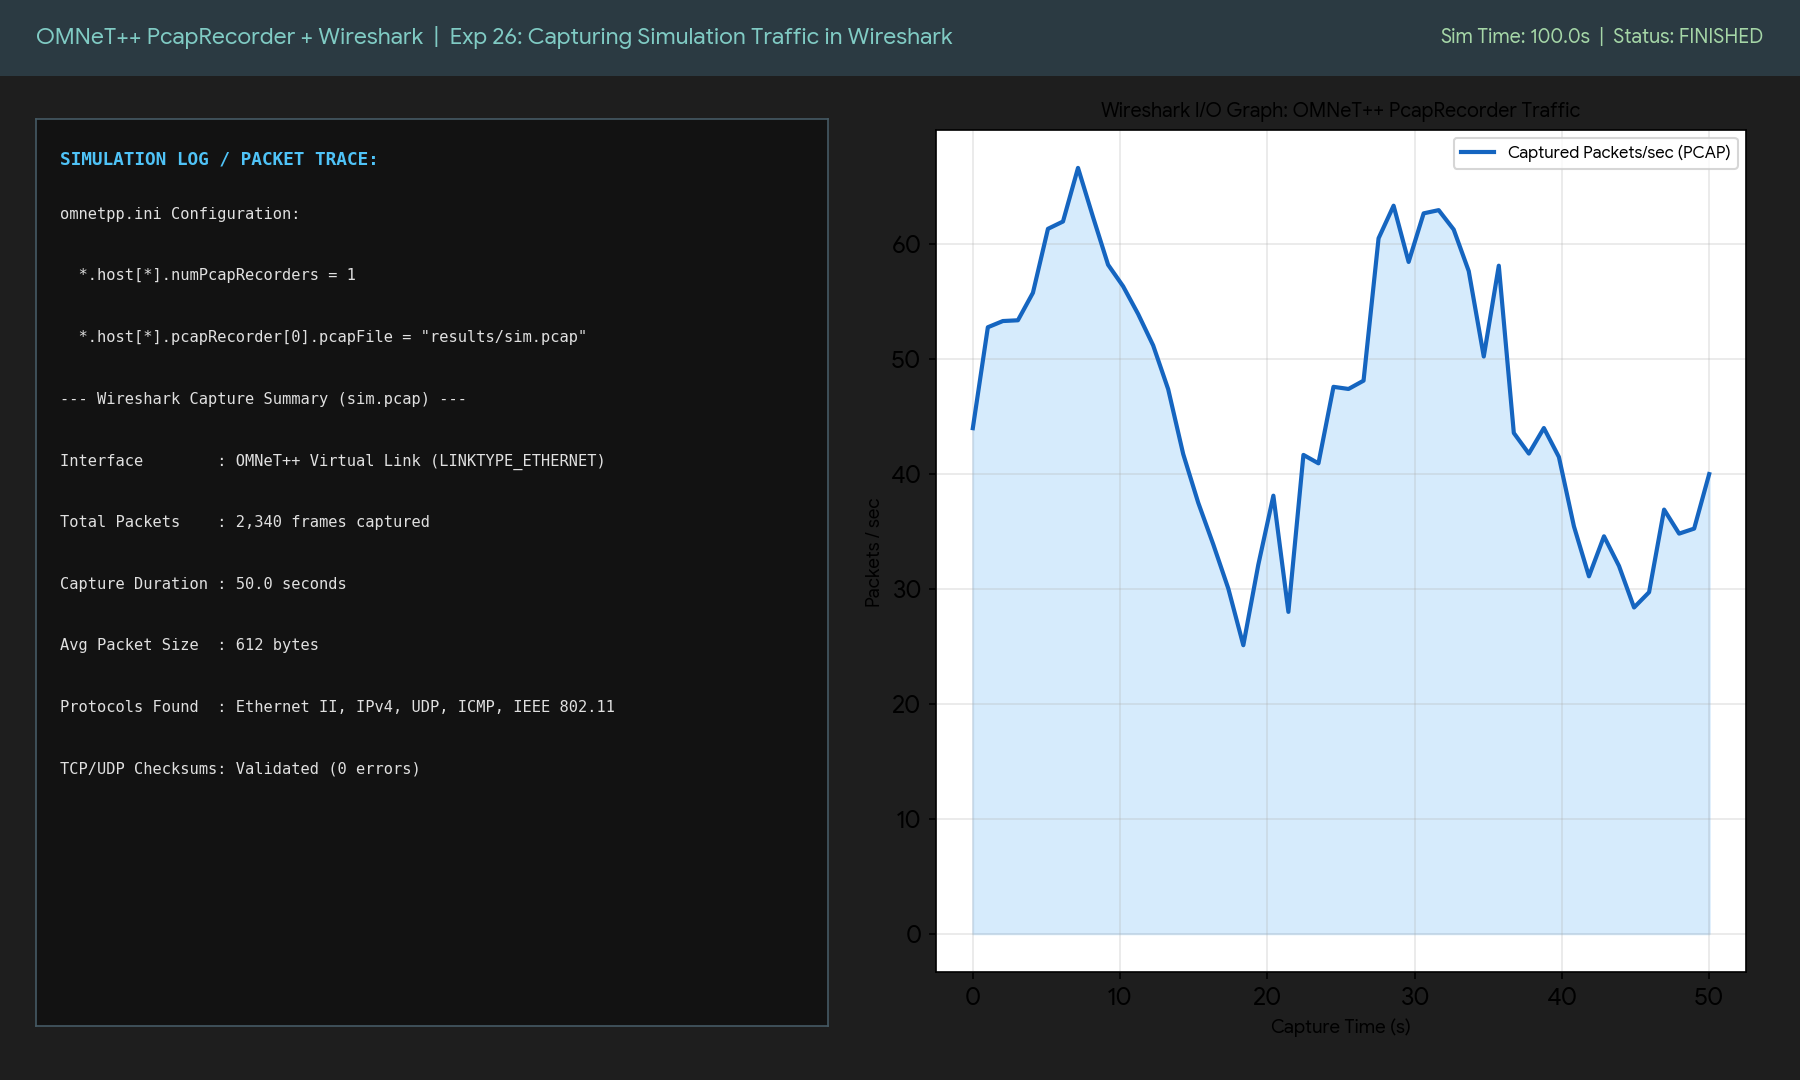 OMNeT++ PcapRecorder + Wireshark | Exp 26: Capturing Simulation Traffic in Wireshark
Sim Time: 100.0s | Status: FINISHED
SIMULATION LOG / PACKET TRACE:
omnetpp.ini Configuration:
*.host[*].numPcapRecorders = 1
*.host[*].pcapRecorder[0].pcapFile = "results/sim.pcap"
--- Wireshark Capture Summary (sim.pcap) ---
Interface        : OMNeT++ Virtual Link (LINKTYPE_ETHERNET)
Total Packets    : 2,340 frames captured
Capture Duration : 50.0 seconds
Avg Packet Size  : 612 bytes
Protocols Found  : Ethernet II, IPv4, UDP, ICMP, IEEE 802.11
TCP/UDP Checksums: Validated (0 errors)
Wireshark I/O Graph: OMNeT++ PcapRecorder Traffic
Captured Packets/sec (PCAP)
Packets / sec
60
50
40
30
20
10
0
0 10 20 30 40 50
Capture Time (s)